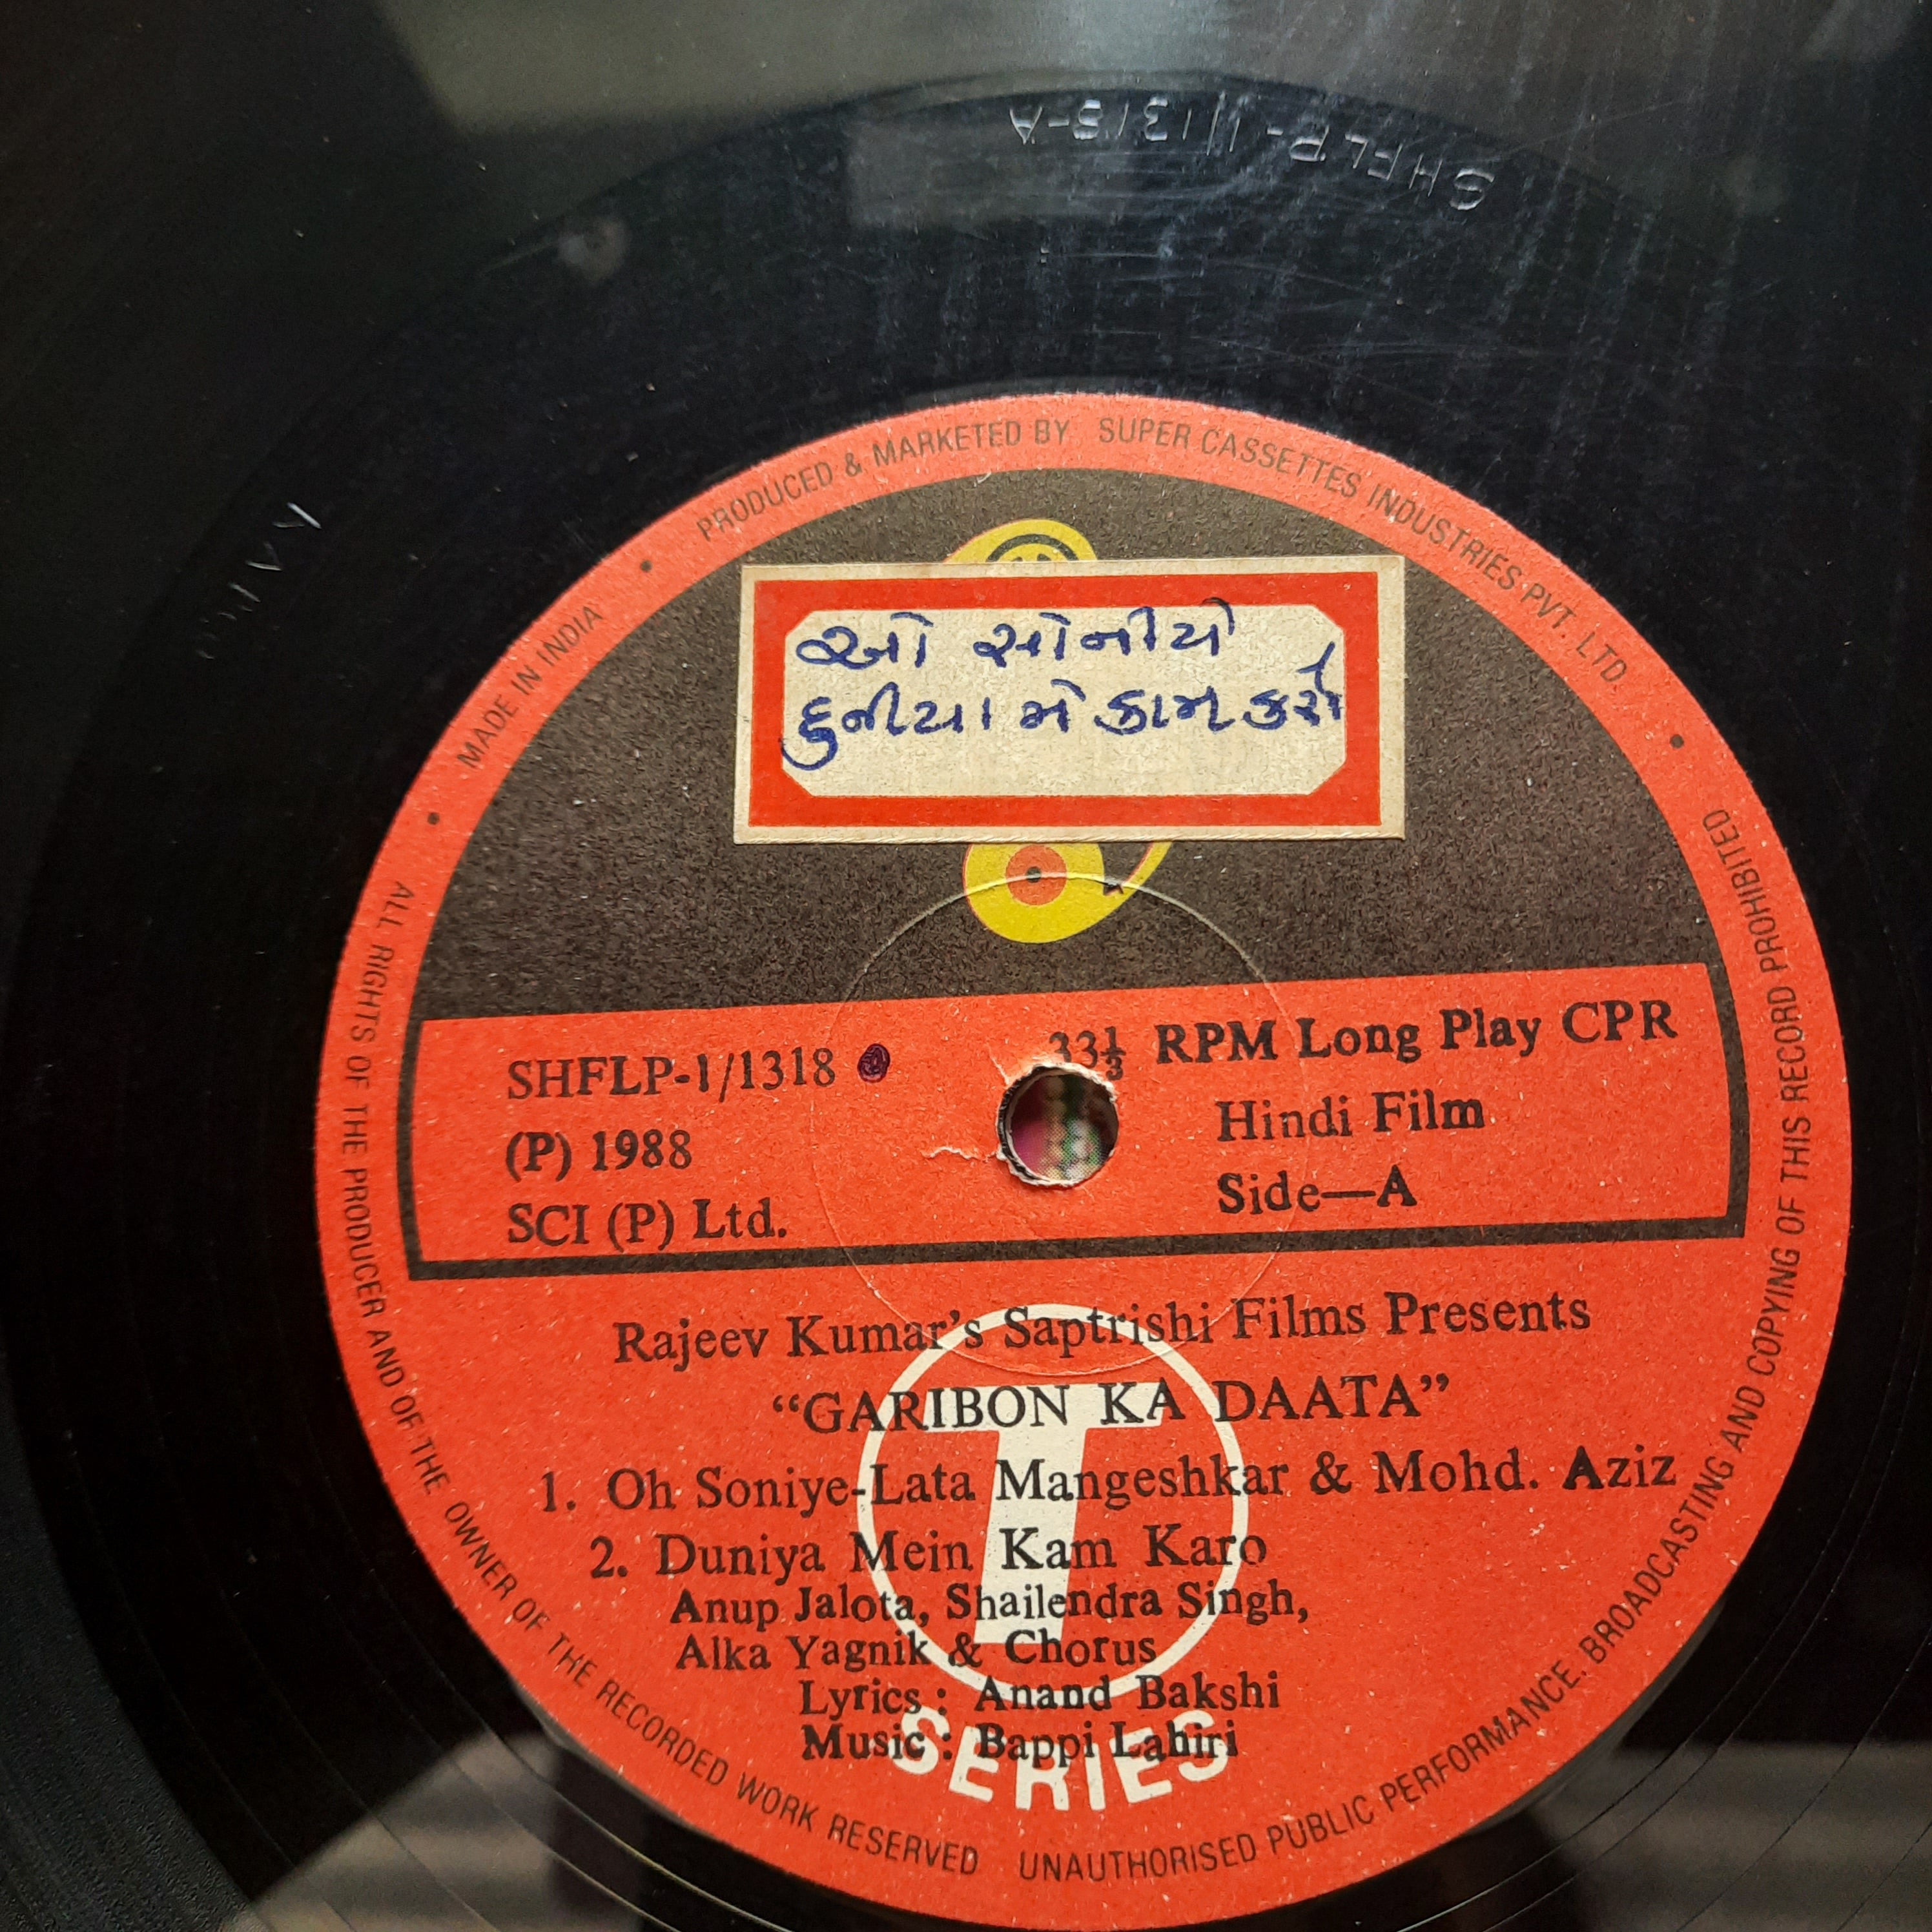 SHFLP-1/1318-A
PRODUCED & MARKETED BY SUPER CASSETTES INDUSTRIES PVT. LTD
MADE IN INDIA
ઓ સોનીયે
દુનીયા મે કામ કરો
SHFLP-1/1318
33⅓ RPM Long Play CPR
(P) 1988
Hindi Film
SCI (P) Ltd.
Side—A
Rajeev Kumar's Saptrishi Films Presents
“GARIBON KA DAATA”
1. Oh Soniye-Lata Mangeshkar & Mohd. Aziz
2. Duniya Mein Kam Karo
Anup Jalota, Shailendra Singh,
Alka Yagnik & Chorus
Lyrics : Anand Bakshi
Music : Bappi Lahiri
T
SERIES
ALL RIGHTS OF THE PRODUCER AND OF THE OWNER OF THE RECORDED WORK RESERVED
UNAUTHORISED PUBLIC PERFORMANCE. BROADCASTING AND COPYING OF THIS RECORD PROHIBITED